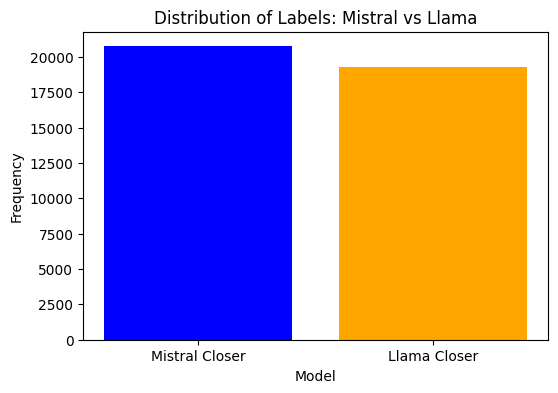 Distribution of Labels: Mistral vs Llama
Frequency
20000
17500
15000
12500
10000
7500
5000
2500
0
Mistral Closer
Llama Closer
Model